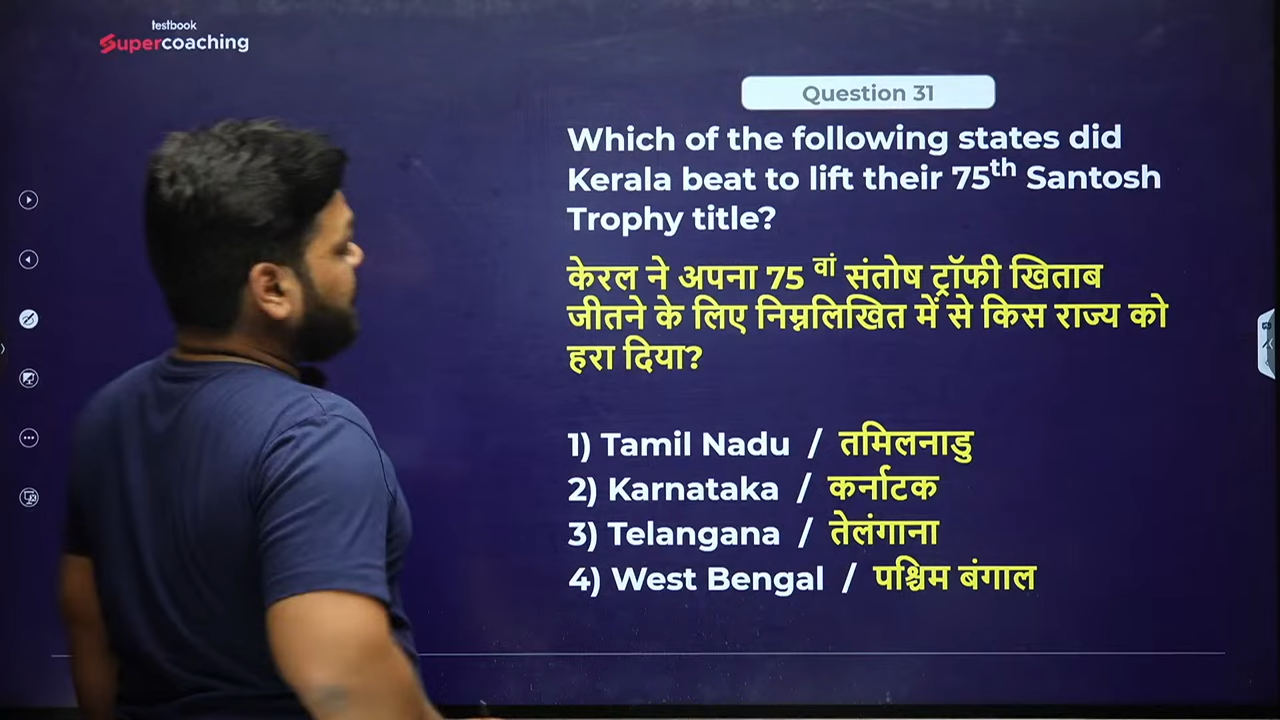 testbook
Supercoaching
Question 31
Which of the following states did
Kerala beat to lift their 75th Santosh
Trophy title?
केरल ने अपना 75 वां संतोष ट्रॉफी खिताब
जीतने के लिए निम्नलिखित में से किस राज्य को
हरा दिया?
1) Tamil Nadu / तमिलनाडु
2) Karnataka / कर्नाटक
3) Telangana / तेलंगाना
4) West Bengal / पश्चिम बंगाल